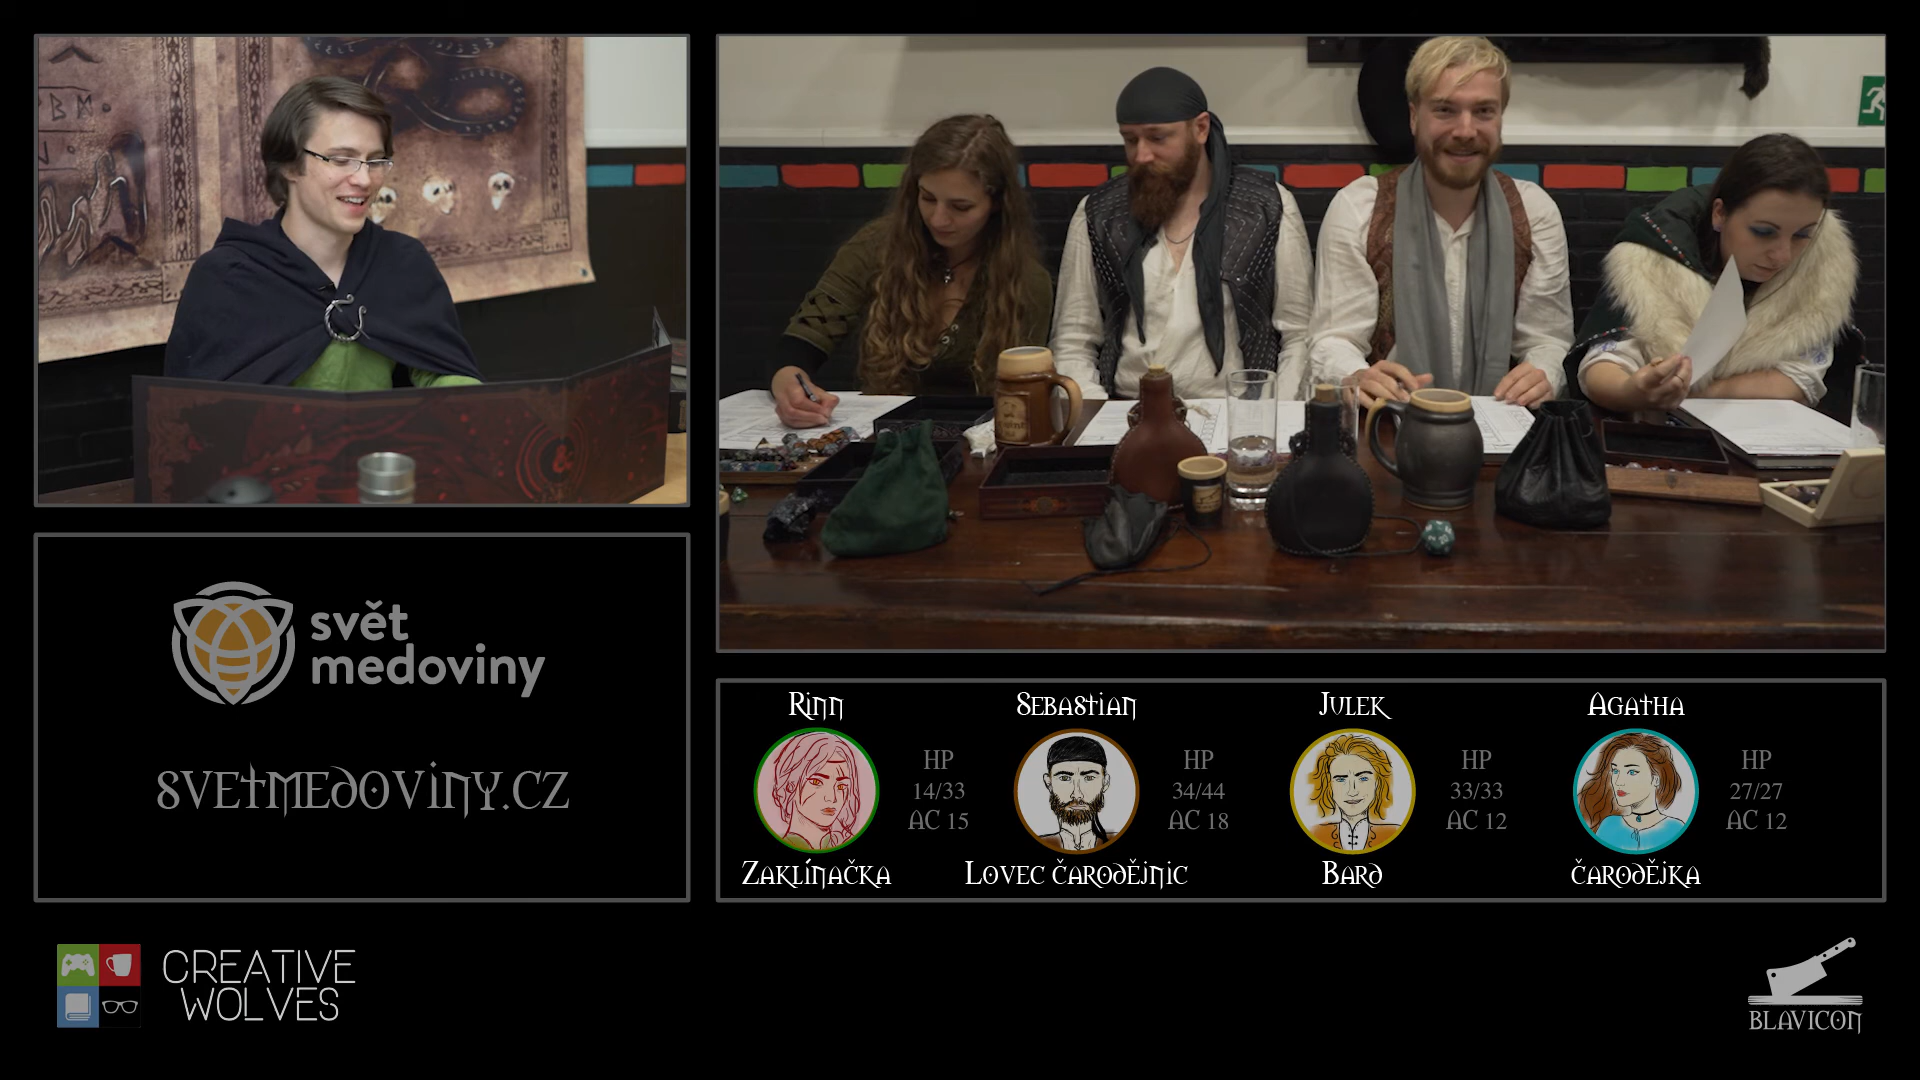 svět
medoviny
SVETMEDOVINY.CZ
Rinn
Sebastian
Julek
Agatha
HP
14/33
AC 15
HP
34/44
AC 18
HP
33/33
AC 12
HP
27/27
AC 12
Zaklínačka
Lovec čarodějnic
Bard
čarodějka
CREATIVE
WOLVES
BLAVICON